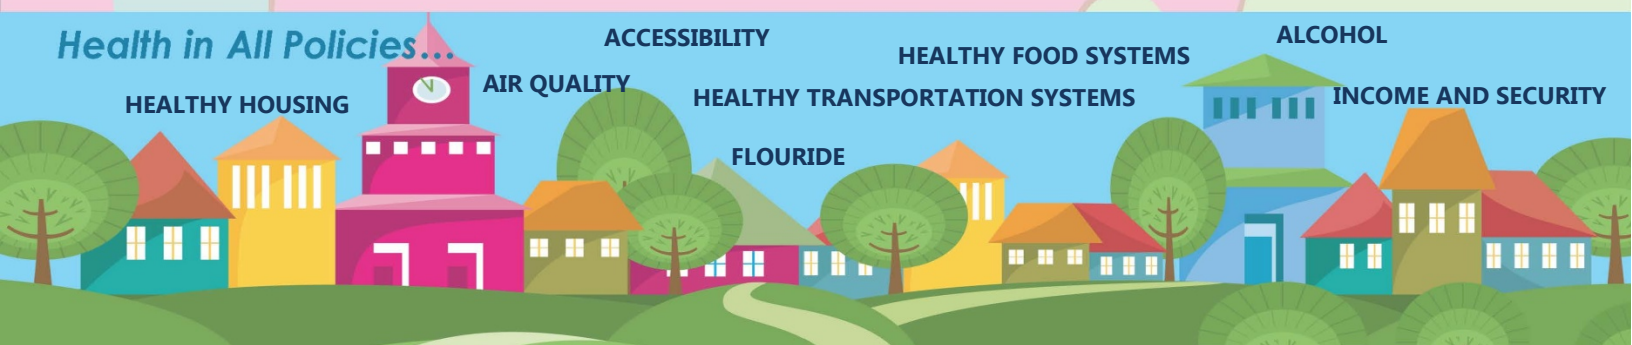 Health in All Policies...
ACCESSIBILITY
ALCOHOL
HEALTHY FOOD SYSTEMS
AIR QUALITY
HEALTHY HOUSING
HEALTHY TRANSPORTATION SYSTEMS
INCOME AND SECURITY
FLOURIDE